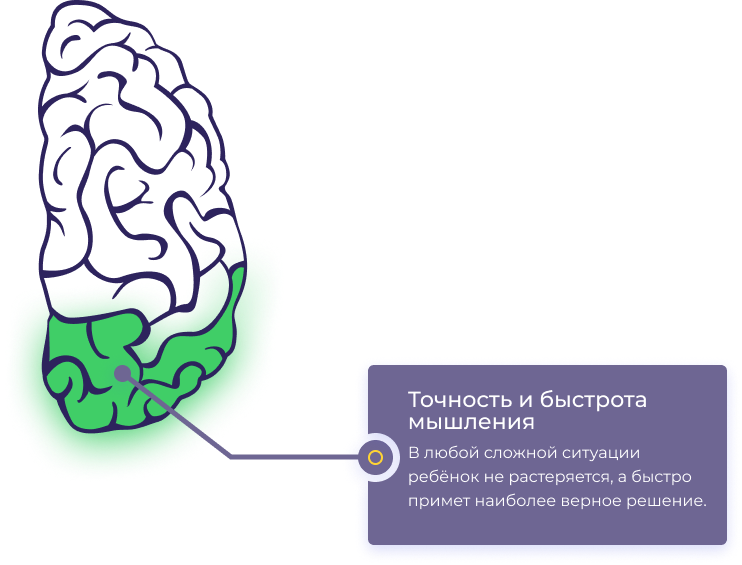 Точность и быстрота
мышления
В любой сложной ситуации
ребёнок не растеряется, а быстро
примет наиболее верное решение.